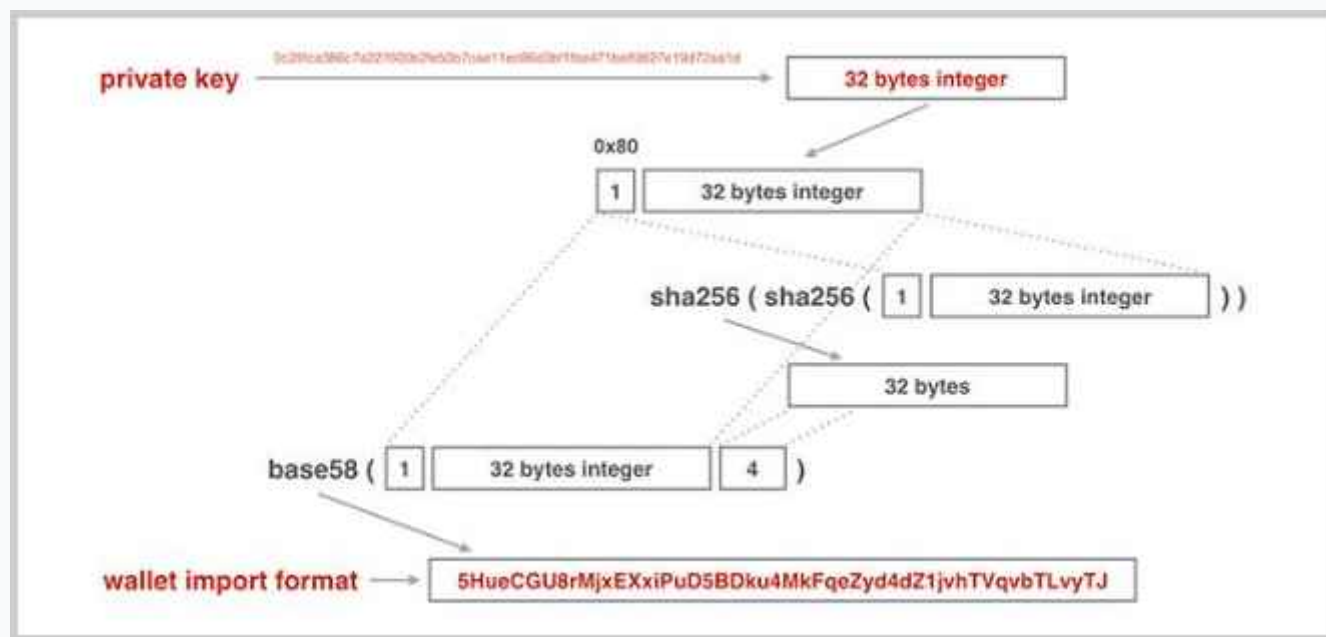 private key
32 bytes integer
0x80
1 32 bytes integer
sha256 ( sha256 ( 1 32 bytes integer ) )
32 bytes
base58 ( 1 32 bytes integer 4 )
wallet import format
5HueCGU8rMjxEXxiPuD5BDku4MkFqeZyd4dZ1jvhTVqvbTLvyTJ